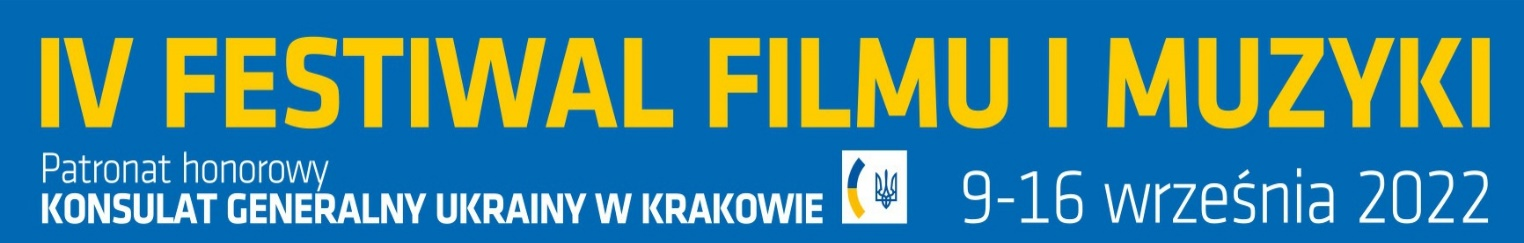 IV FESTIWAL FILMU I MUZYKI
Patronat honorowy
KONSULAT GENERALNY UKRAINY W KRAKOWIE
9-16 września 2022